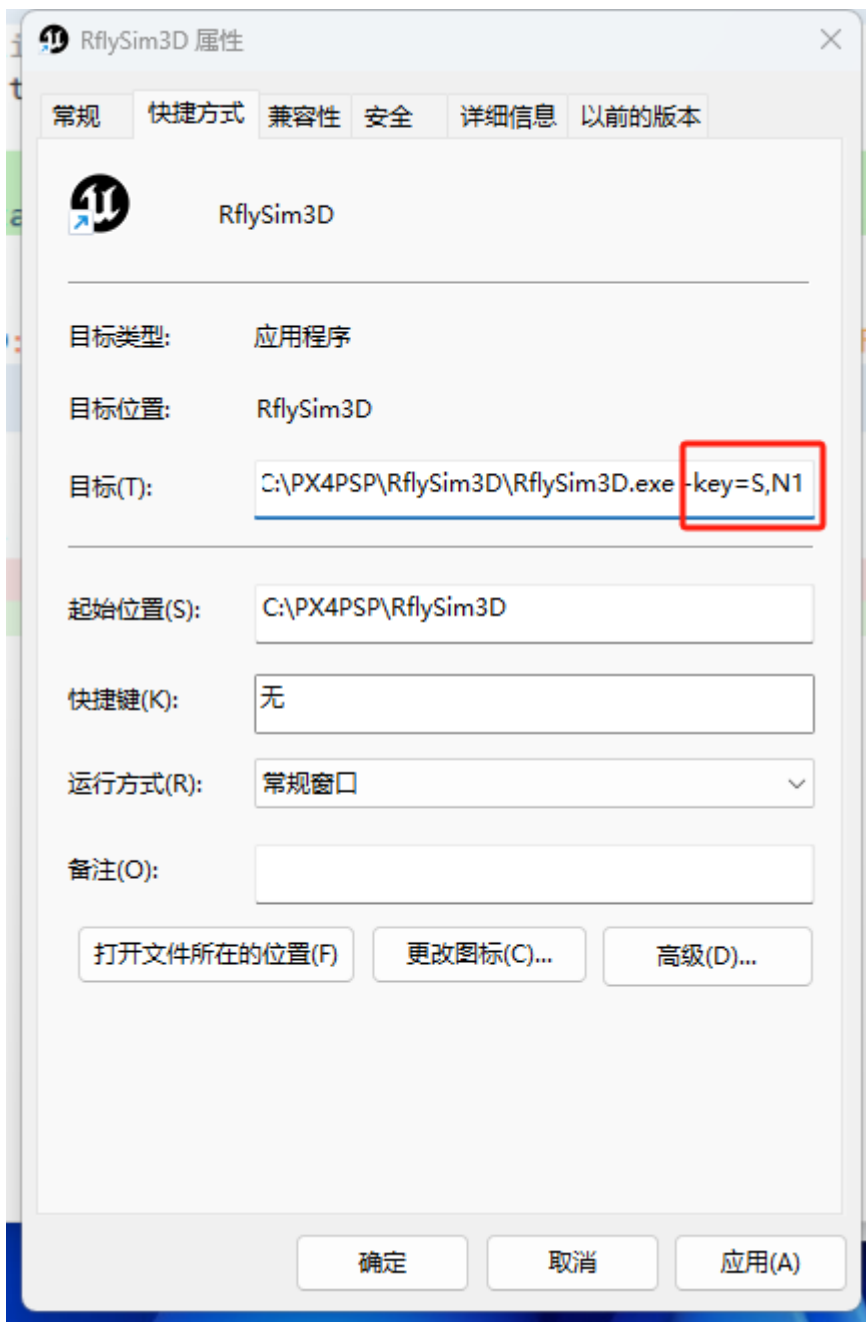 RflySim3D 属性
常规 快捷方式 兼容性 安全 详细信息 以前的版本
RflySim3D
目标类型: 应用程序
目标位置: RflySim3D
目标(T): C:\PX4PSP\RflySim3D\RflySim3D.exe -key=S,N1
起始位置(S): C:\PX4PSP\RflySim3D
快捷键(K): 无
运行方式(R): 常规窗口
备注(O):
打开文件所在的位置(F) 更改图标(C)... 高级(D)...
确定 取消 应用(A)